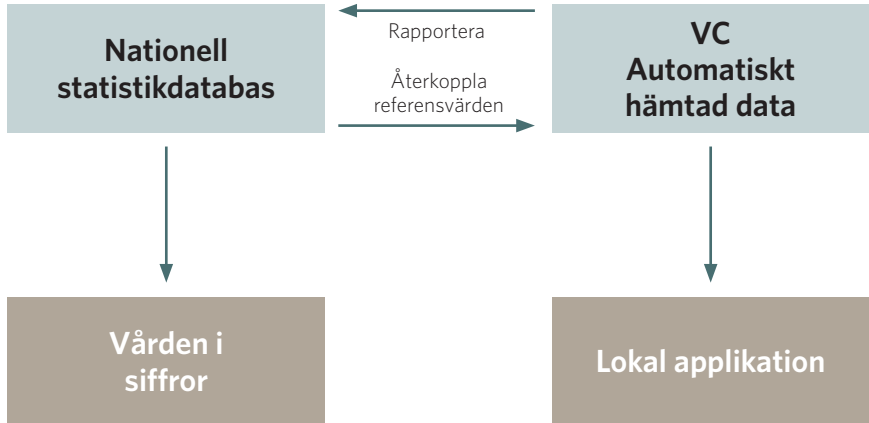 Nationell
statistikdatabas
Rapportera
Återkoppla
referensvärden
VC
Automatiskt
hämtad data
Vården i
siffror
Lokal applikation